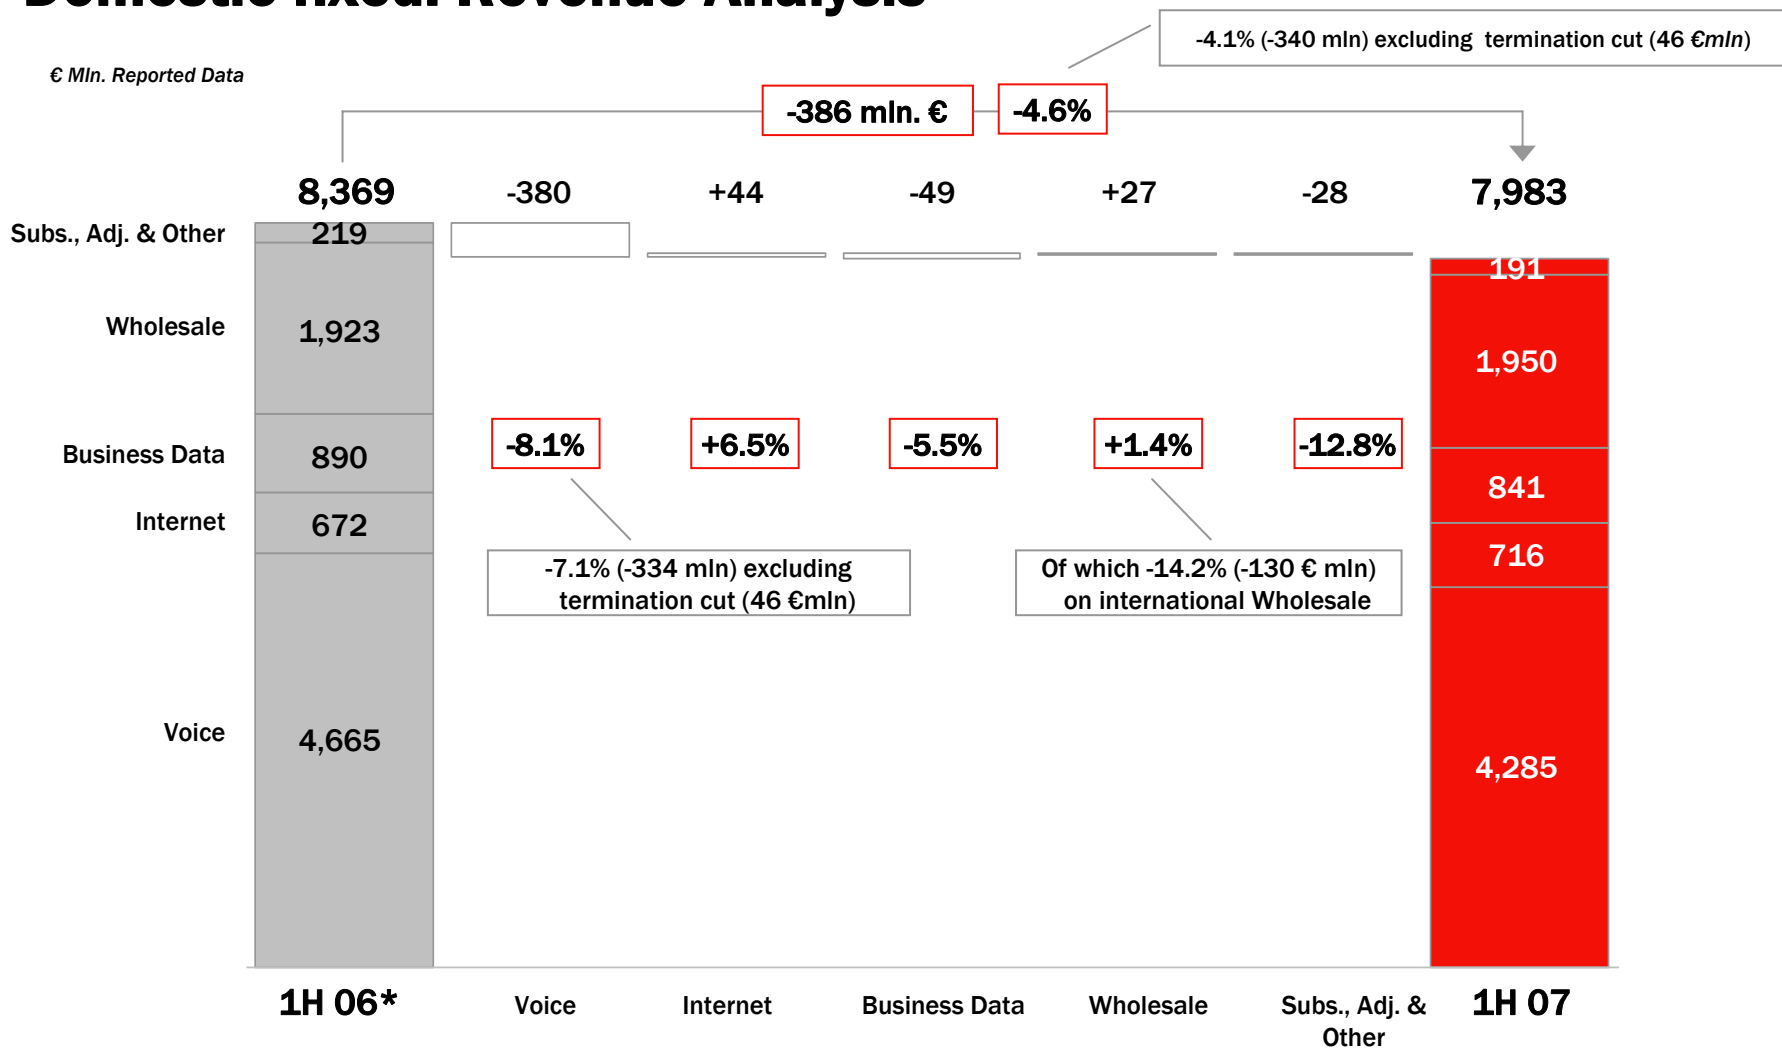 Domestic fixed: Revenue Analysis
-4.1% (-340 mln) excluding termination cut (46 €mln)
€ Mln. Reported Data
-386 mln. €
-4.6%
8,369
-380
+44
-49
+27
-28
7,983
Subs., Adj. & Other
219
191
Wholesale
1,923
1,950
Business Data
890
-8.1%
+6.5%
-5.5%
+1.4%
-12.8%
841
Internet
672
716
-7.1% (-334 mln) excluding
termination cut (46 €mln)
Of which -14.2% (-130 € mln)
on international Wholesale
Voice
4,665
4,285
1H 06*
Voice
Internet
Business Data
Wholesale
Subs., Adj. &
Other
1H 07